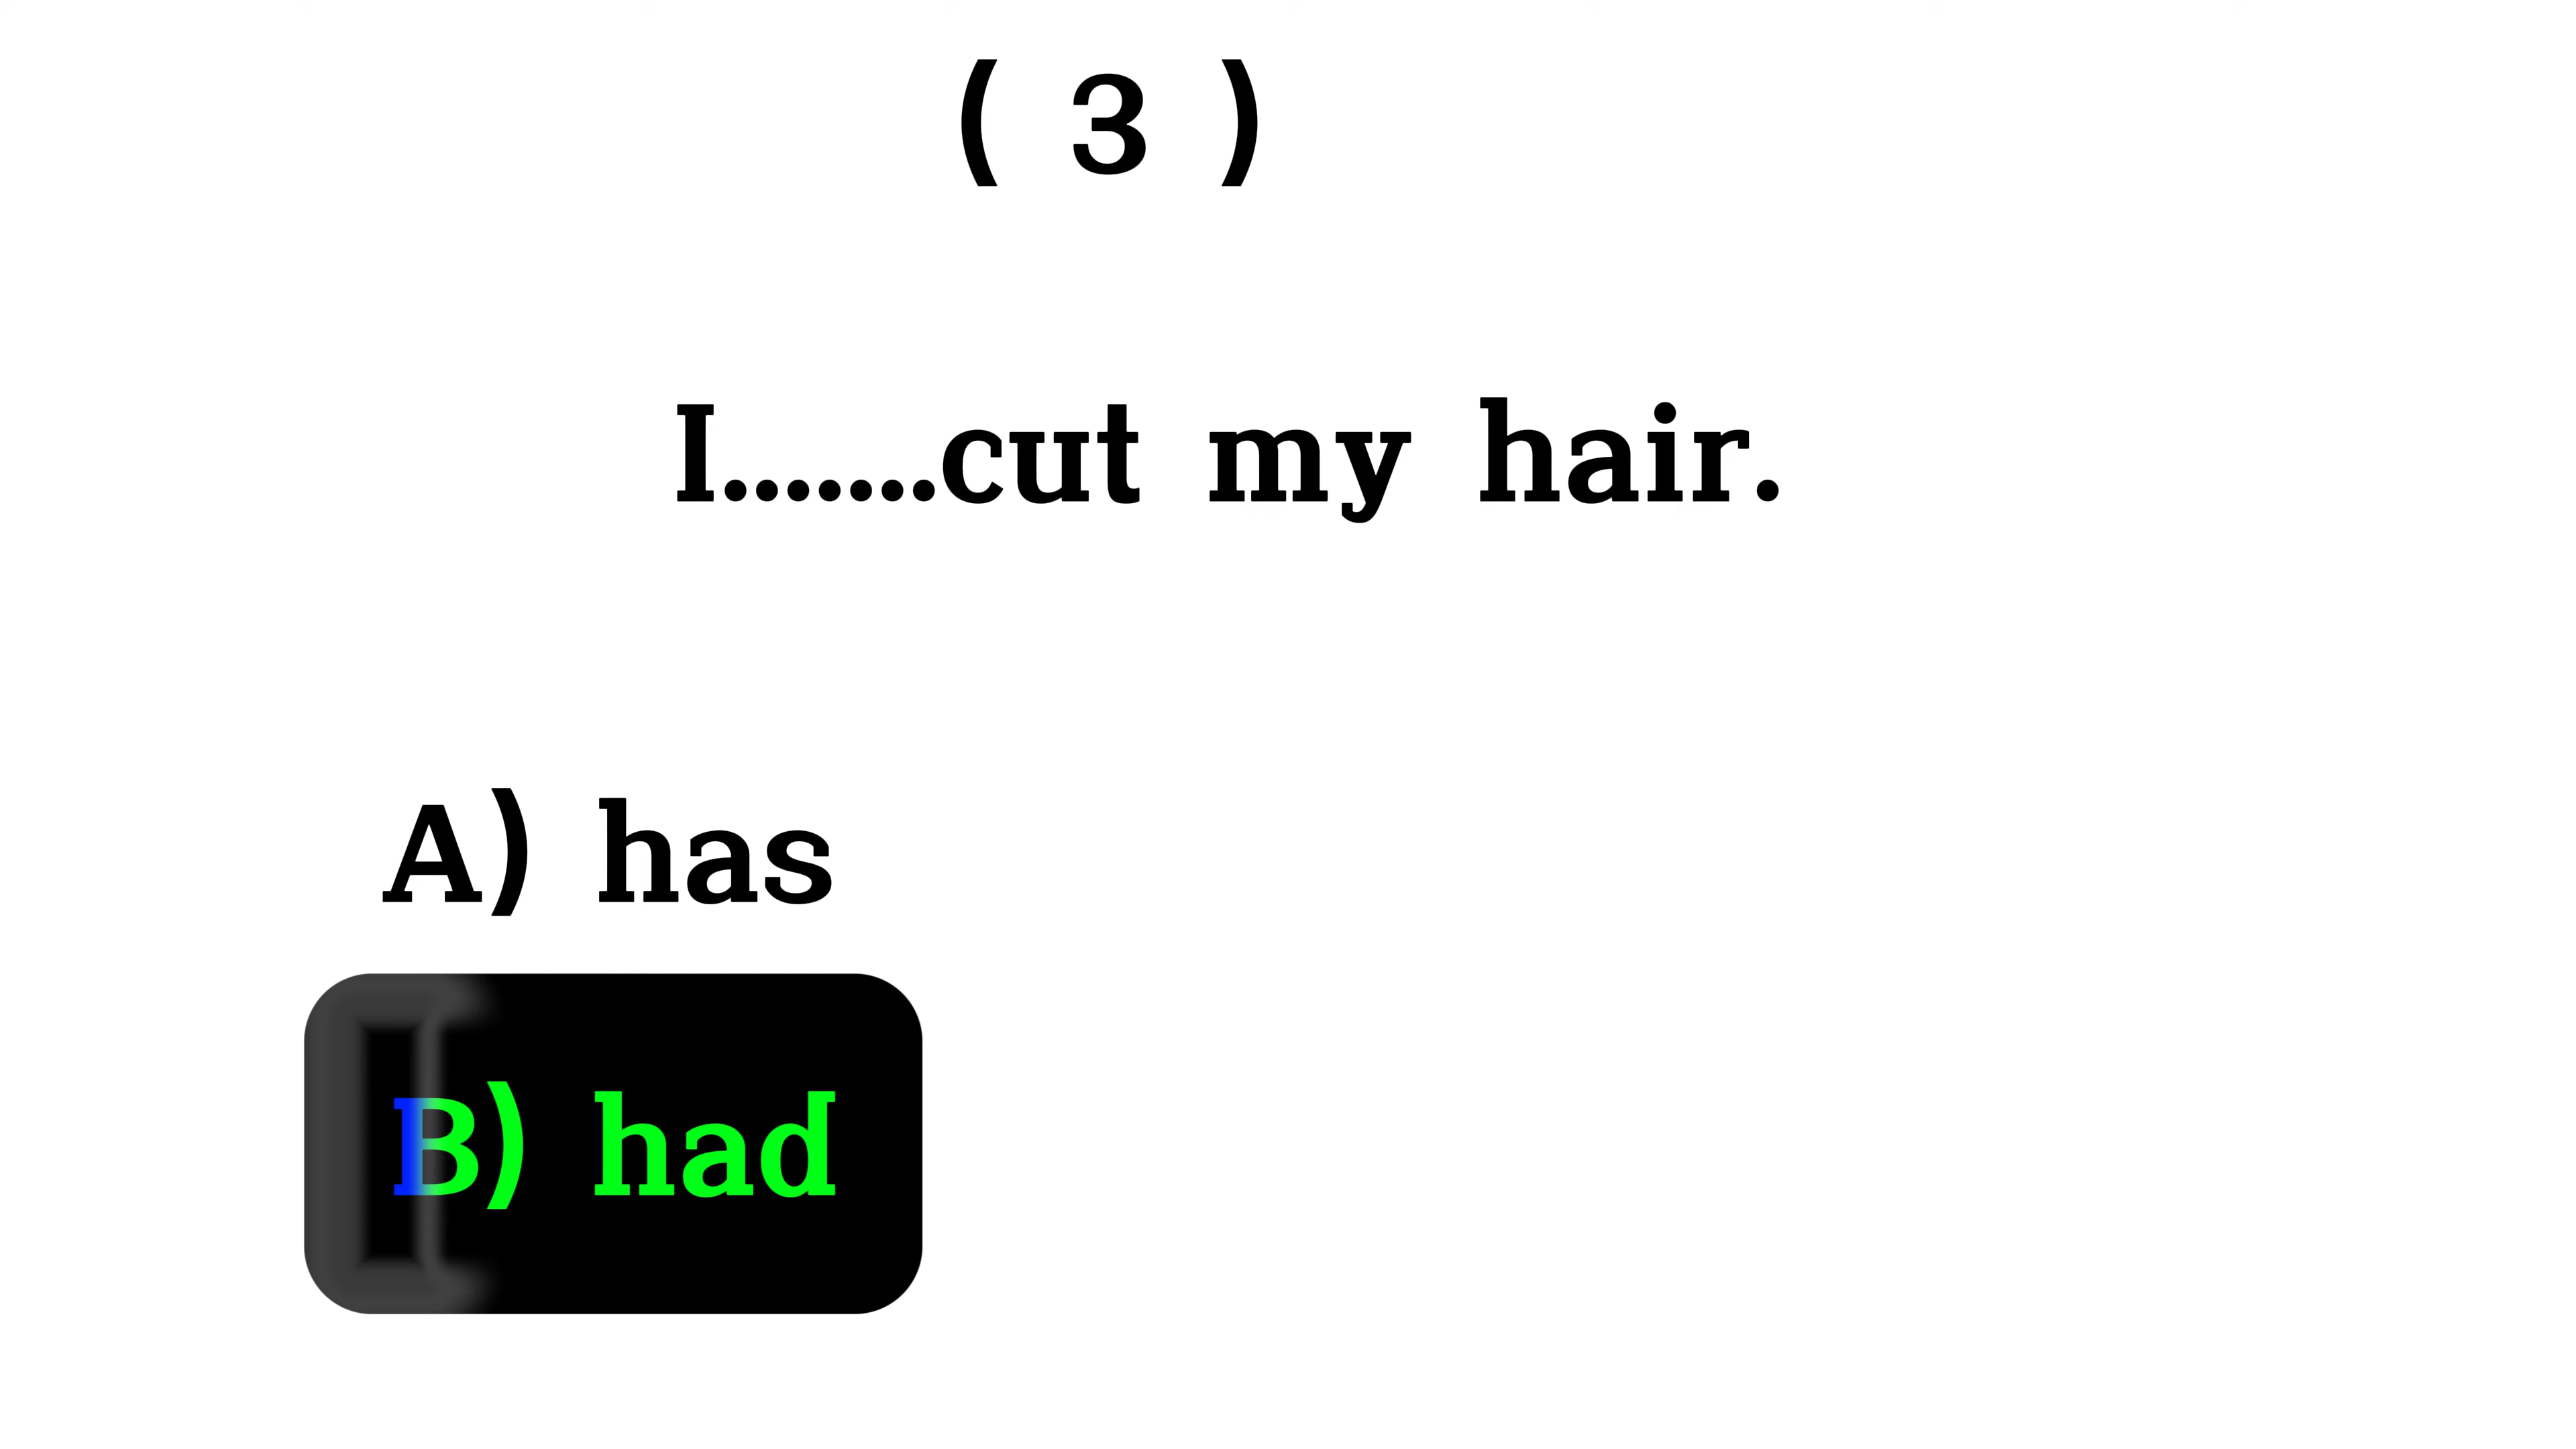 ( 3 )
I.......cut my hair.
A) has
B) had